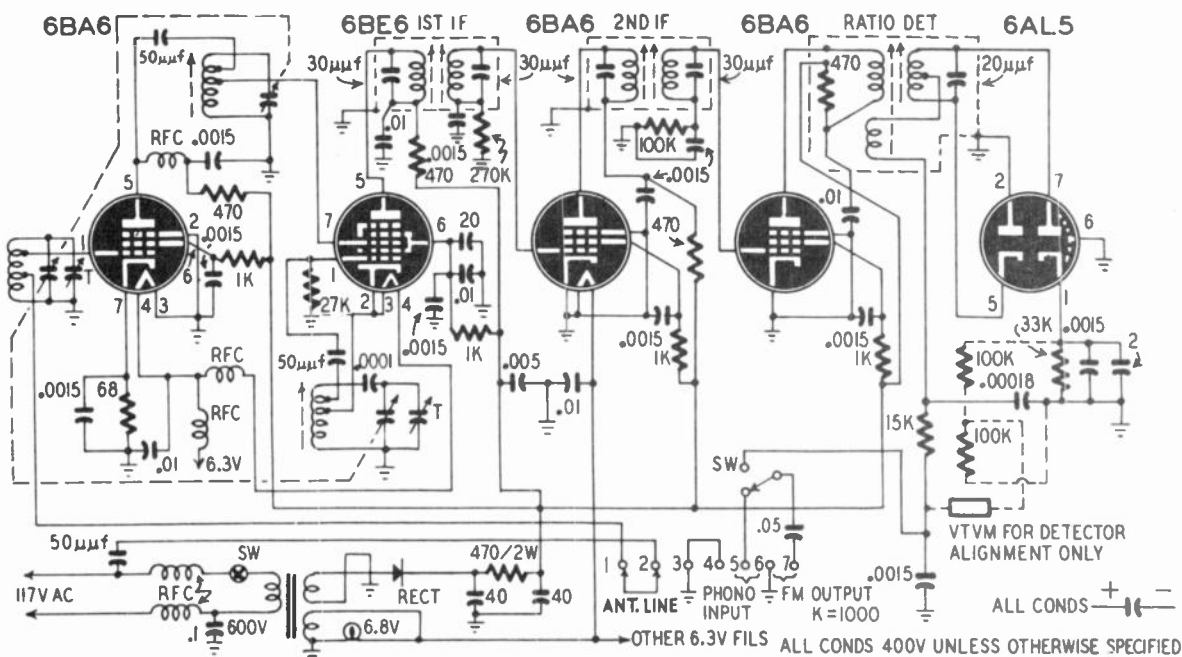 6BA6
6BE6 1ST IF
6BA6 2ND IF
6BA6
RATIO DET
6AL5
50µµf
30µµf
30µµf
30µµf
470
20µµf
RFC .0015
.01
.0015
470
270K
100K
.0015
5
470
2
.0015
1
T
6
1K
7 4 3
5
7
6
20
1
27K
2 3 4
.01
.0015
1K
470
.01
.0015
1K
.0015
1K
2
7
6
5
1
33K
.0015
2
100K
.00018
15K
100K
.0015
68
RFC
RFC
.01
6.3V
50µµf
.0001
T
.005
.01
SW
.05
VTVM FOR DETECTOR
ALIGNMENT ONLY
.0015
50µµf
SW
117V AC
RFC
.1
600V
RECT
470/2W
40
40
6.8V
1 2 3 4 5 6 7
ANT. LINE
PHONO
INPUT
FM OUTPUT
K=1000
ALL CONDS + −
OTHER 6.3V FILS
ALL CONDS 400V UNLESS OTHERWISE SPECIFIED